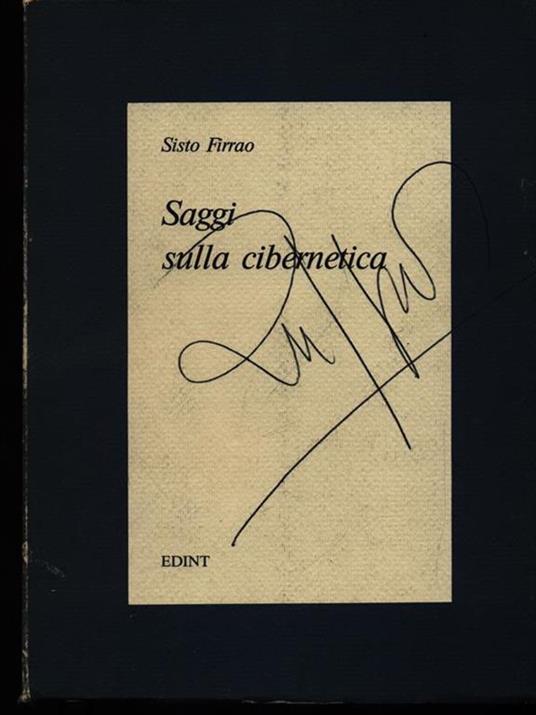 Sisto Firrao
Saggi
sulla cibernetica
EDINT